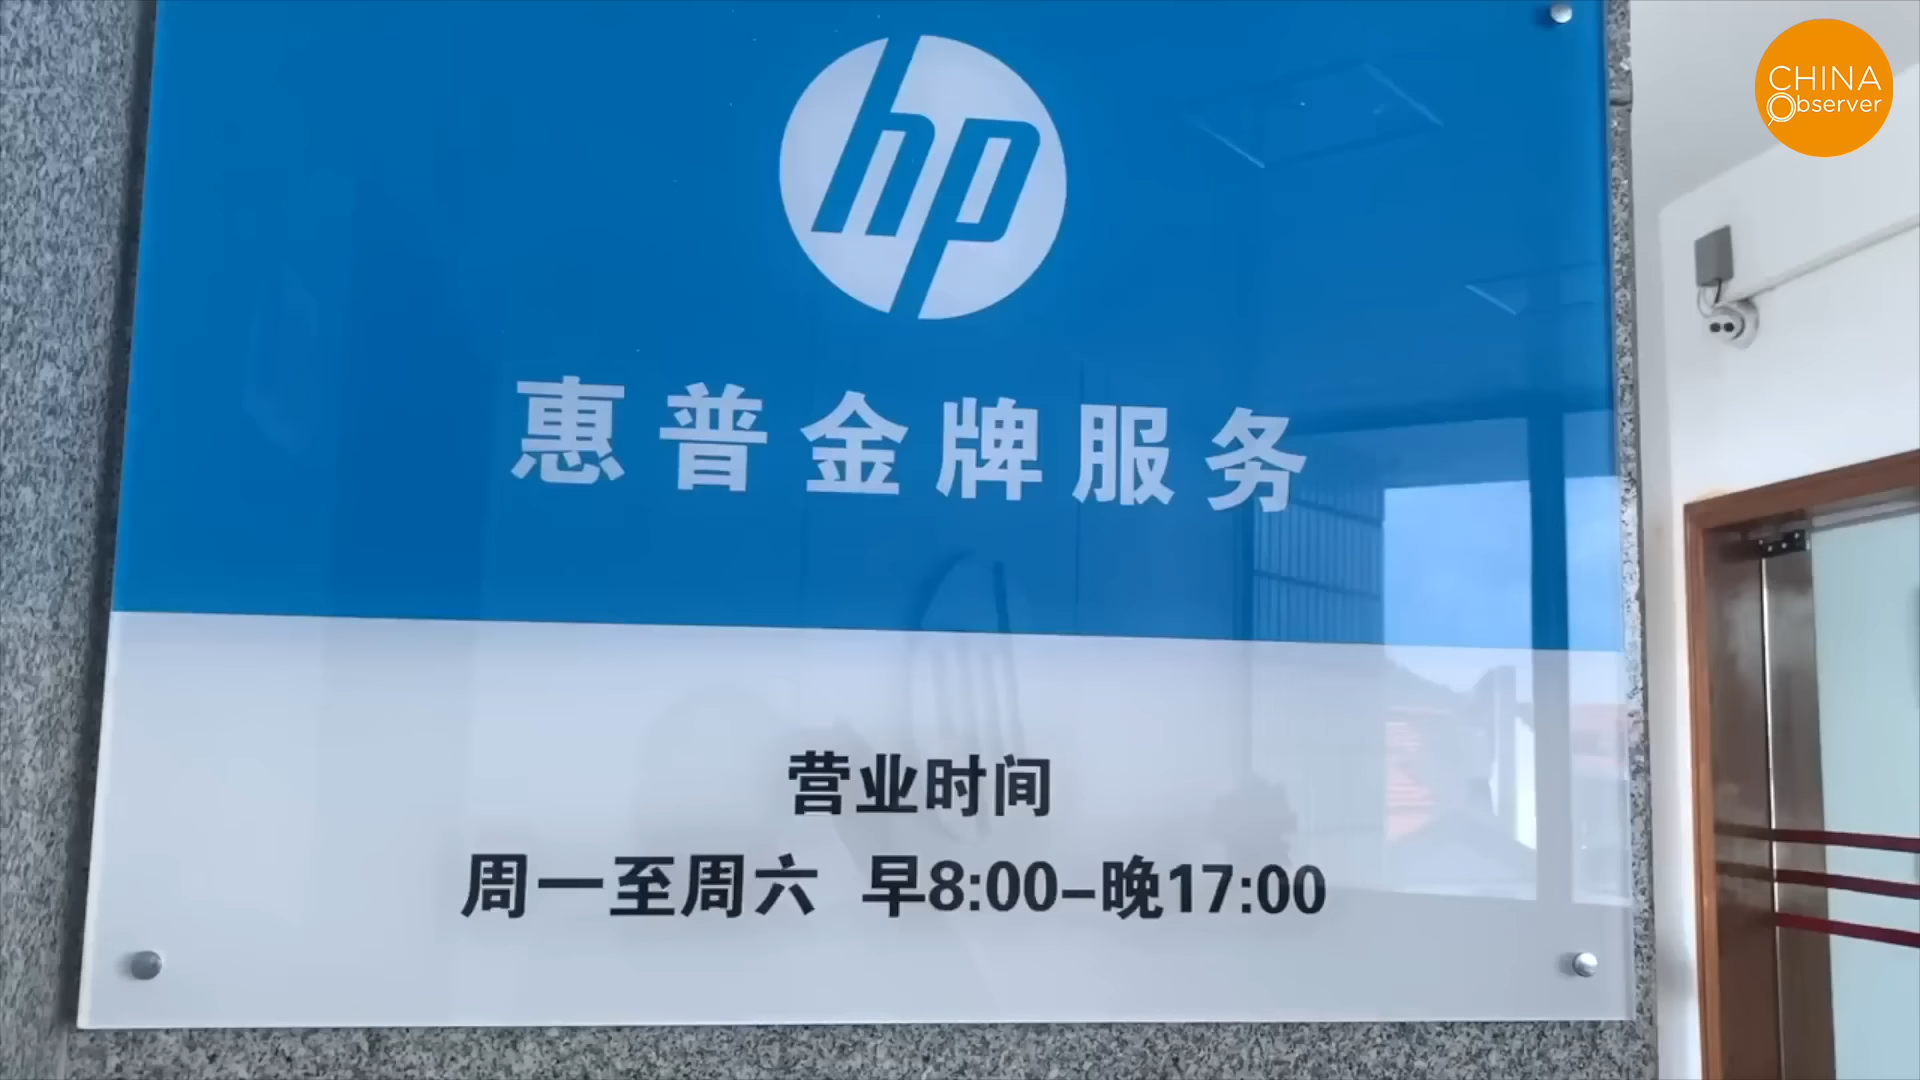 hp
CHINA
Observer
惠普金牌服务
营业时间
周一至周六 早8:00-晚17:00